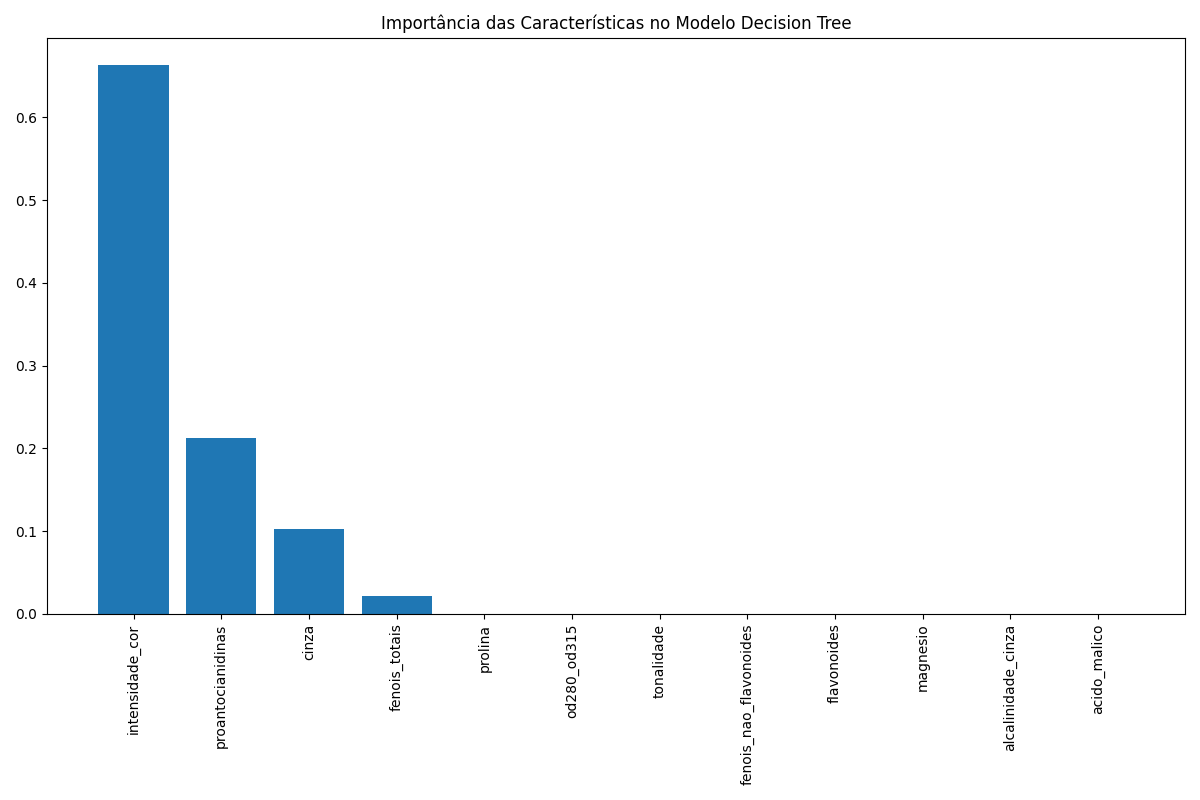 Importância das Características no Modelo Decision Tree
0.6
0.5
0.4
0.3
0.2
0.1
0.0
intensidade_cor
proantocianidinas
cinza
fenois_totais
prolina
od280_od315
tonalidade
fenois_nao_flavonoides
flavonoides
magnesio
alcalinidade_cinza
acido_malico